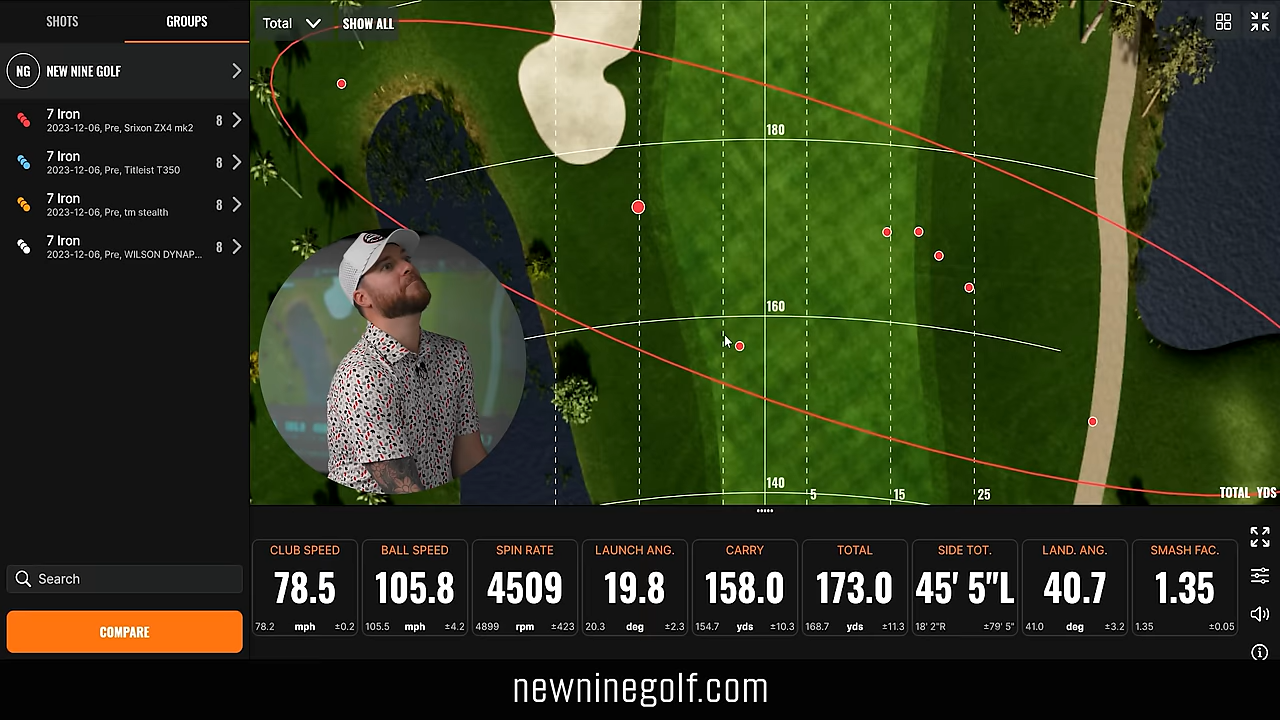 SHOTS
GROUPS
NG
NEW NINE GOLF
7 Iron
2023-12-06, Pre, Srixon ZX4 mk2
8
7 Iron
2023-12-06, Pre, Titleist T350
8
7 Iron
2023-12-06, Pre, tm stealth
8
7 Iron
2023-12-06, Pre, WILSON DYNAP...
8
Search
COMPARE
Total
SHOW ALL
180
160
140
5
15
25
TOTAL YDS
CLUB SPEED
78.5
78.2 mph ±0.2
BALL SPEED
105.8
105.5 mph ±4.2
SPIN RATE
4509
4899 rpm ±423
LAUNCH ANG.
19.8
20.3 deg ±2.3
CARRY
158.0
154.7 yds ±10.3
TOTAL
173.0
168.7 yds ±11.3
SIDE TOT.
45' 5"L
18' 2"R ±79' 5"
LAND. ANG.
40.7
41.0 deg ±3.2
SMASH FAC.
1.35
1.35 ±0.05
newninegolf.com